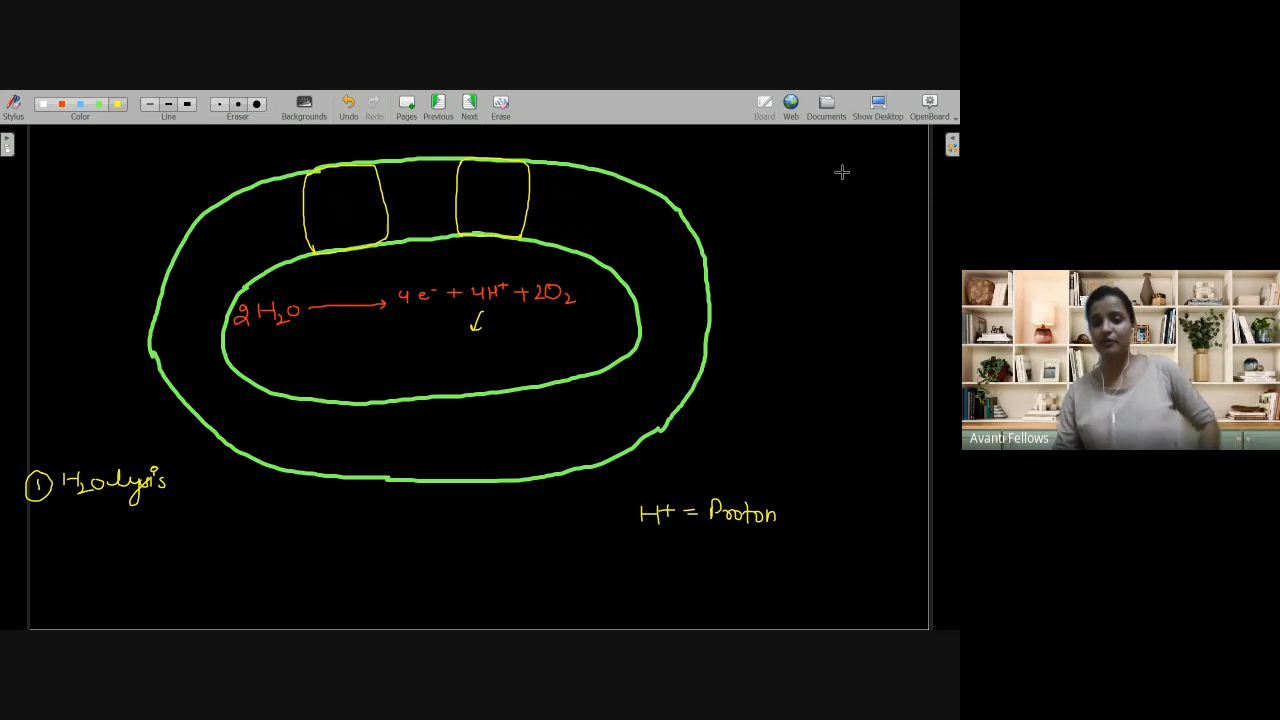 Stylus
Color
Line
Eraser
Backgrounds
Undo
Redo
Pages
Previous
Next
Erase
Board
Web
Documents
Show Desktop
OpenBoard
2H₂O → 4e⁻ + 4H⁺ + 2O₂
Avanti Fellows
① H₂Olysis
H+ = Proton